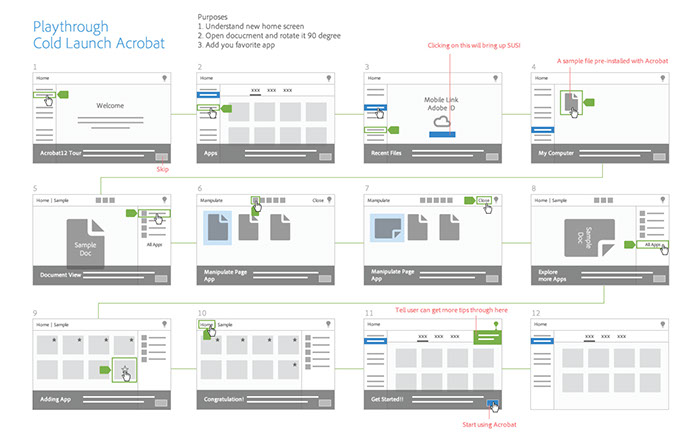 Playthrough
Cold Launch Acrobat
Purposes
1. Understand new home screen
2. Open doccument and rotate it 90 degree
3. Add you favorite app
Clicking on this will bring up SUSI
A sample file pre-installed with Acrobat
1
Home
Welcome
Acrobat12 Tour
Skip
2
Home
XXX XXX XXX
Apps
3
Home
Mobile Link
Adobe ID
Recent Files
4
Home
My Computer
5
Home | Sample
Sample
Doc
All Apps
Document View
6
Manipulate
Close
Manipulate Page
App
7
Manipulate
Close
Manipulate Page
App
8
Home | Sample
Sample
Doc
All Apps
Explore
more Apps
9
Home | Sample
Adding App
10
Home | Sample
Congratulation!
Tell user can get more tips through here
11
Home
XXX XXX XXX
Get Started!!
Start using Acrobat
12
Home
XXX XXX XXX